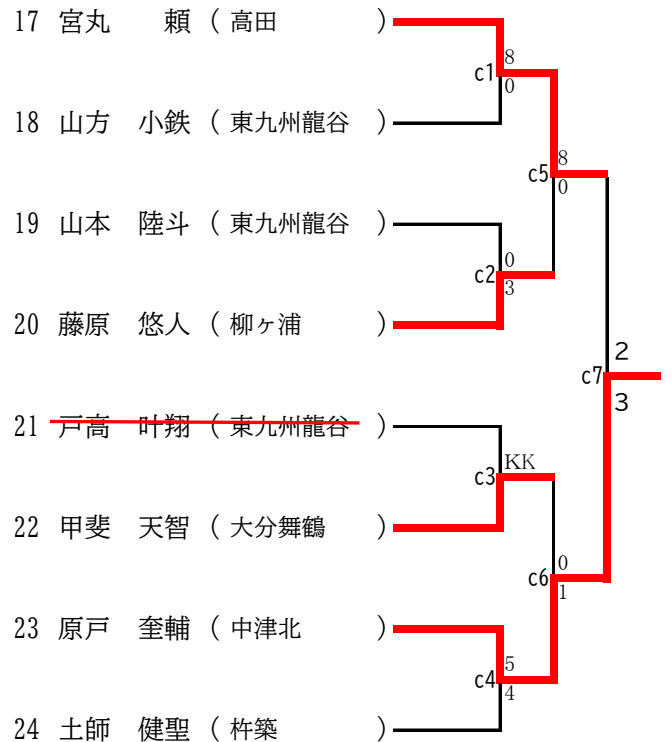 17 宮丸　頼 ( 高田 )
8
c1
0
18 山方　小鉄 ( 東九州龍谷 )
8
c5
0
19 山本　陸斗 ( 東九州龍谷 )
0
c2
3
20 藤原　悠人 ( 柳ヶ浦 )
2
c7
3
21 戸高　叶翔 ( 東九州龍谷 )
KK
c3
22 甲斐　天智 ( 大分舞鶴 )
0
c6
1
23 原戸　奎輔 ( 中津北 )
5
c4
4
24 土師　健聖 ( 杵築 )